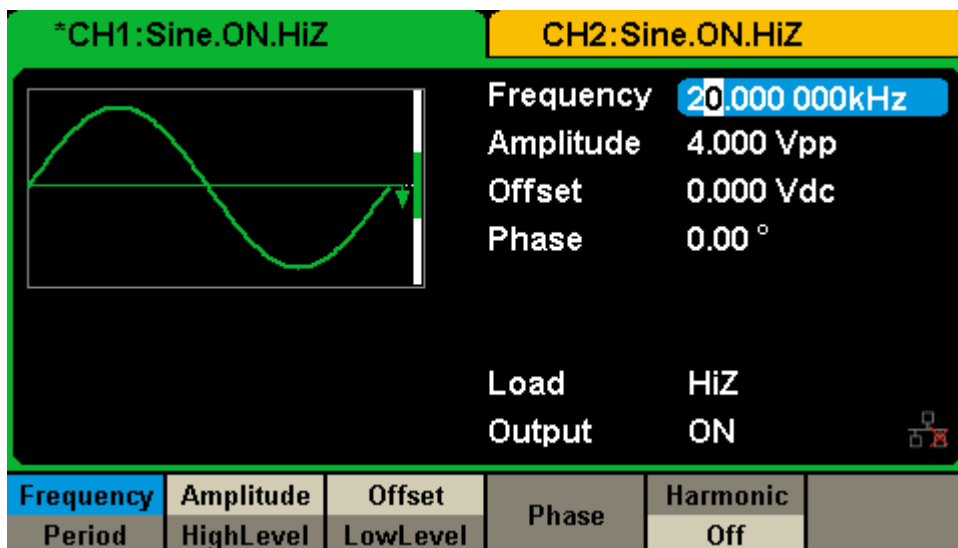 *CH1:Sine.ON.HiZ CH2:Sine.ON.HiZ
Frequency 20.000 000kHz
Amplitude 4.000 Vpp
Offset 0.000 Vdc
Phase 0.00 °
Load HiZ
Output ON
Frequency Amplitude Offset Phase Harmonic
Period HighLevel LowLevel Off